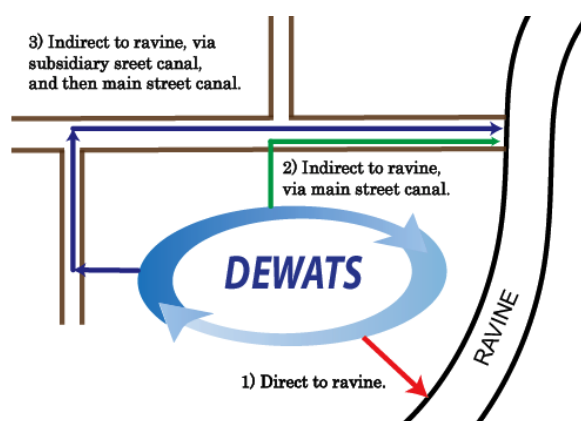 3) Indirect to ravine, via
subsidiary sreet canal,
and then main street canal.
2) Indirect to ravine,
via main street canal.
DEWATS
RAVINE
1) Direct to ravine.